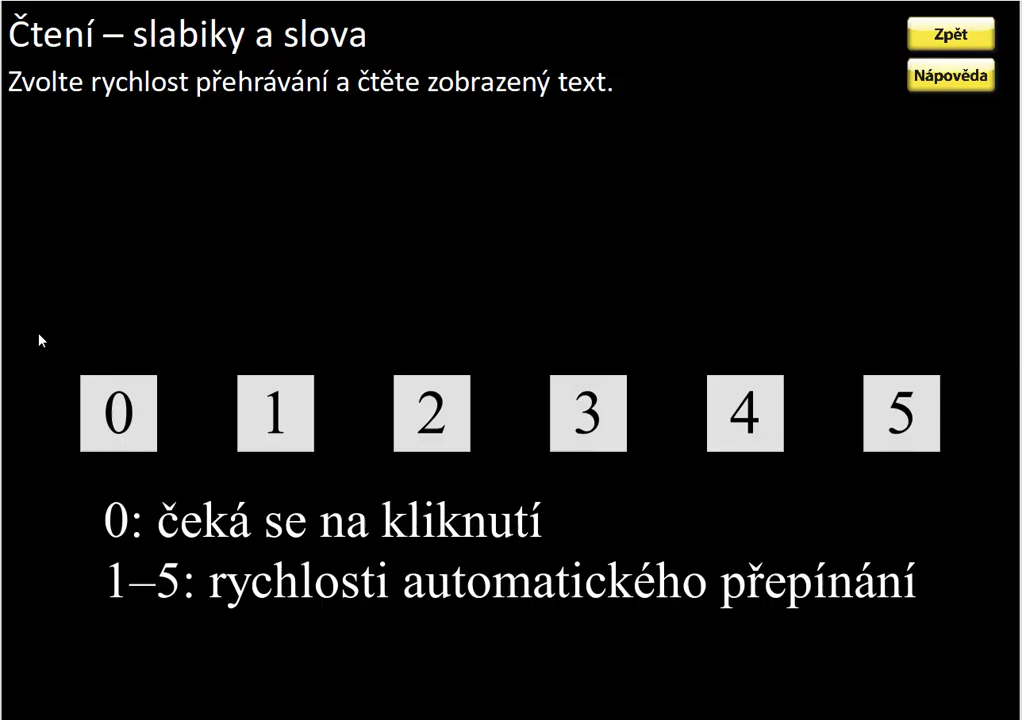 Čtení – slabiky a slova
Zpět
Zvolte rychlost přehrávání a čtěte zobrazený text.
Nápověda
0 1 2 3 4 5
0: čeká se na kliknutí
1–5: rychlosti automatického přepínání